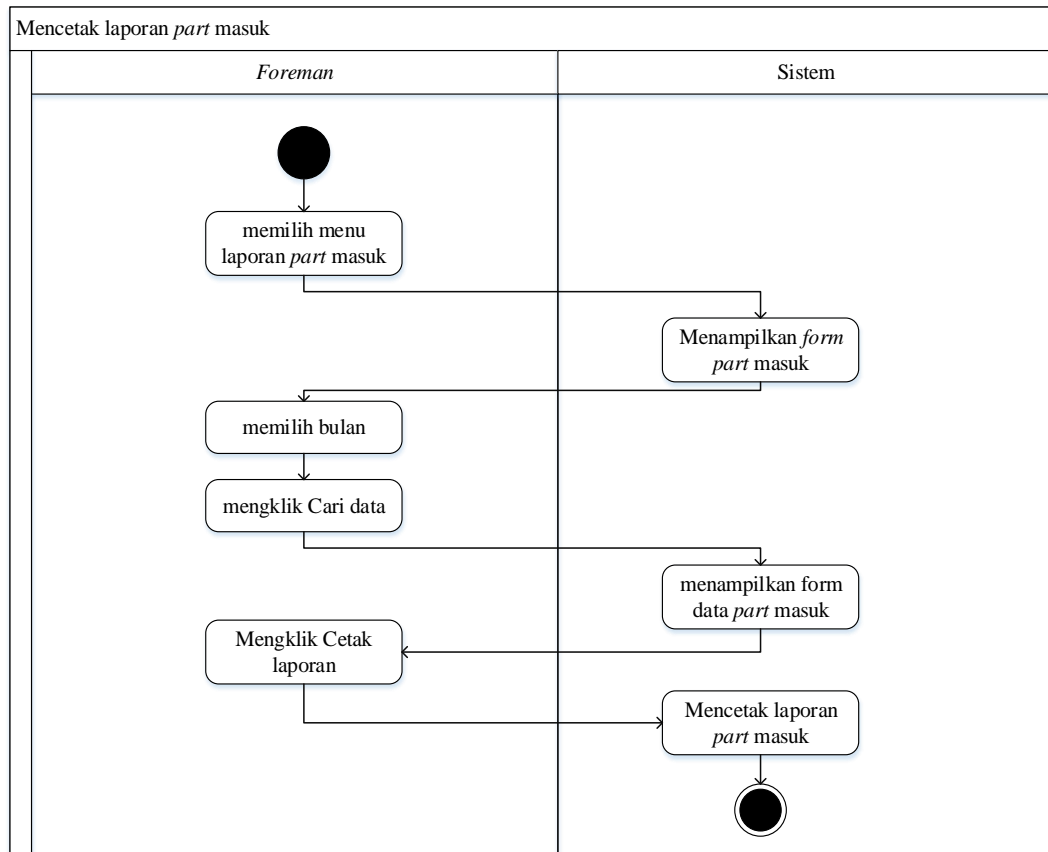 Mencetak laporan part masuk
Foreman
Sistem
memilih menu
laporan part masuk
Menampilkan form
part masuk
memilih bulan
mengklik Cari data
menampilkan form
data part masuk
Mengklik Cetak
laporan
Mencetak laporan
part masuk